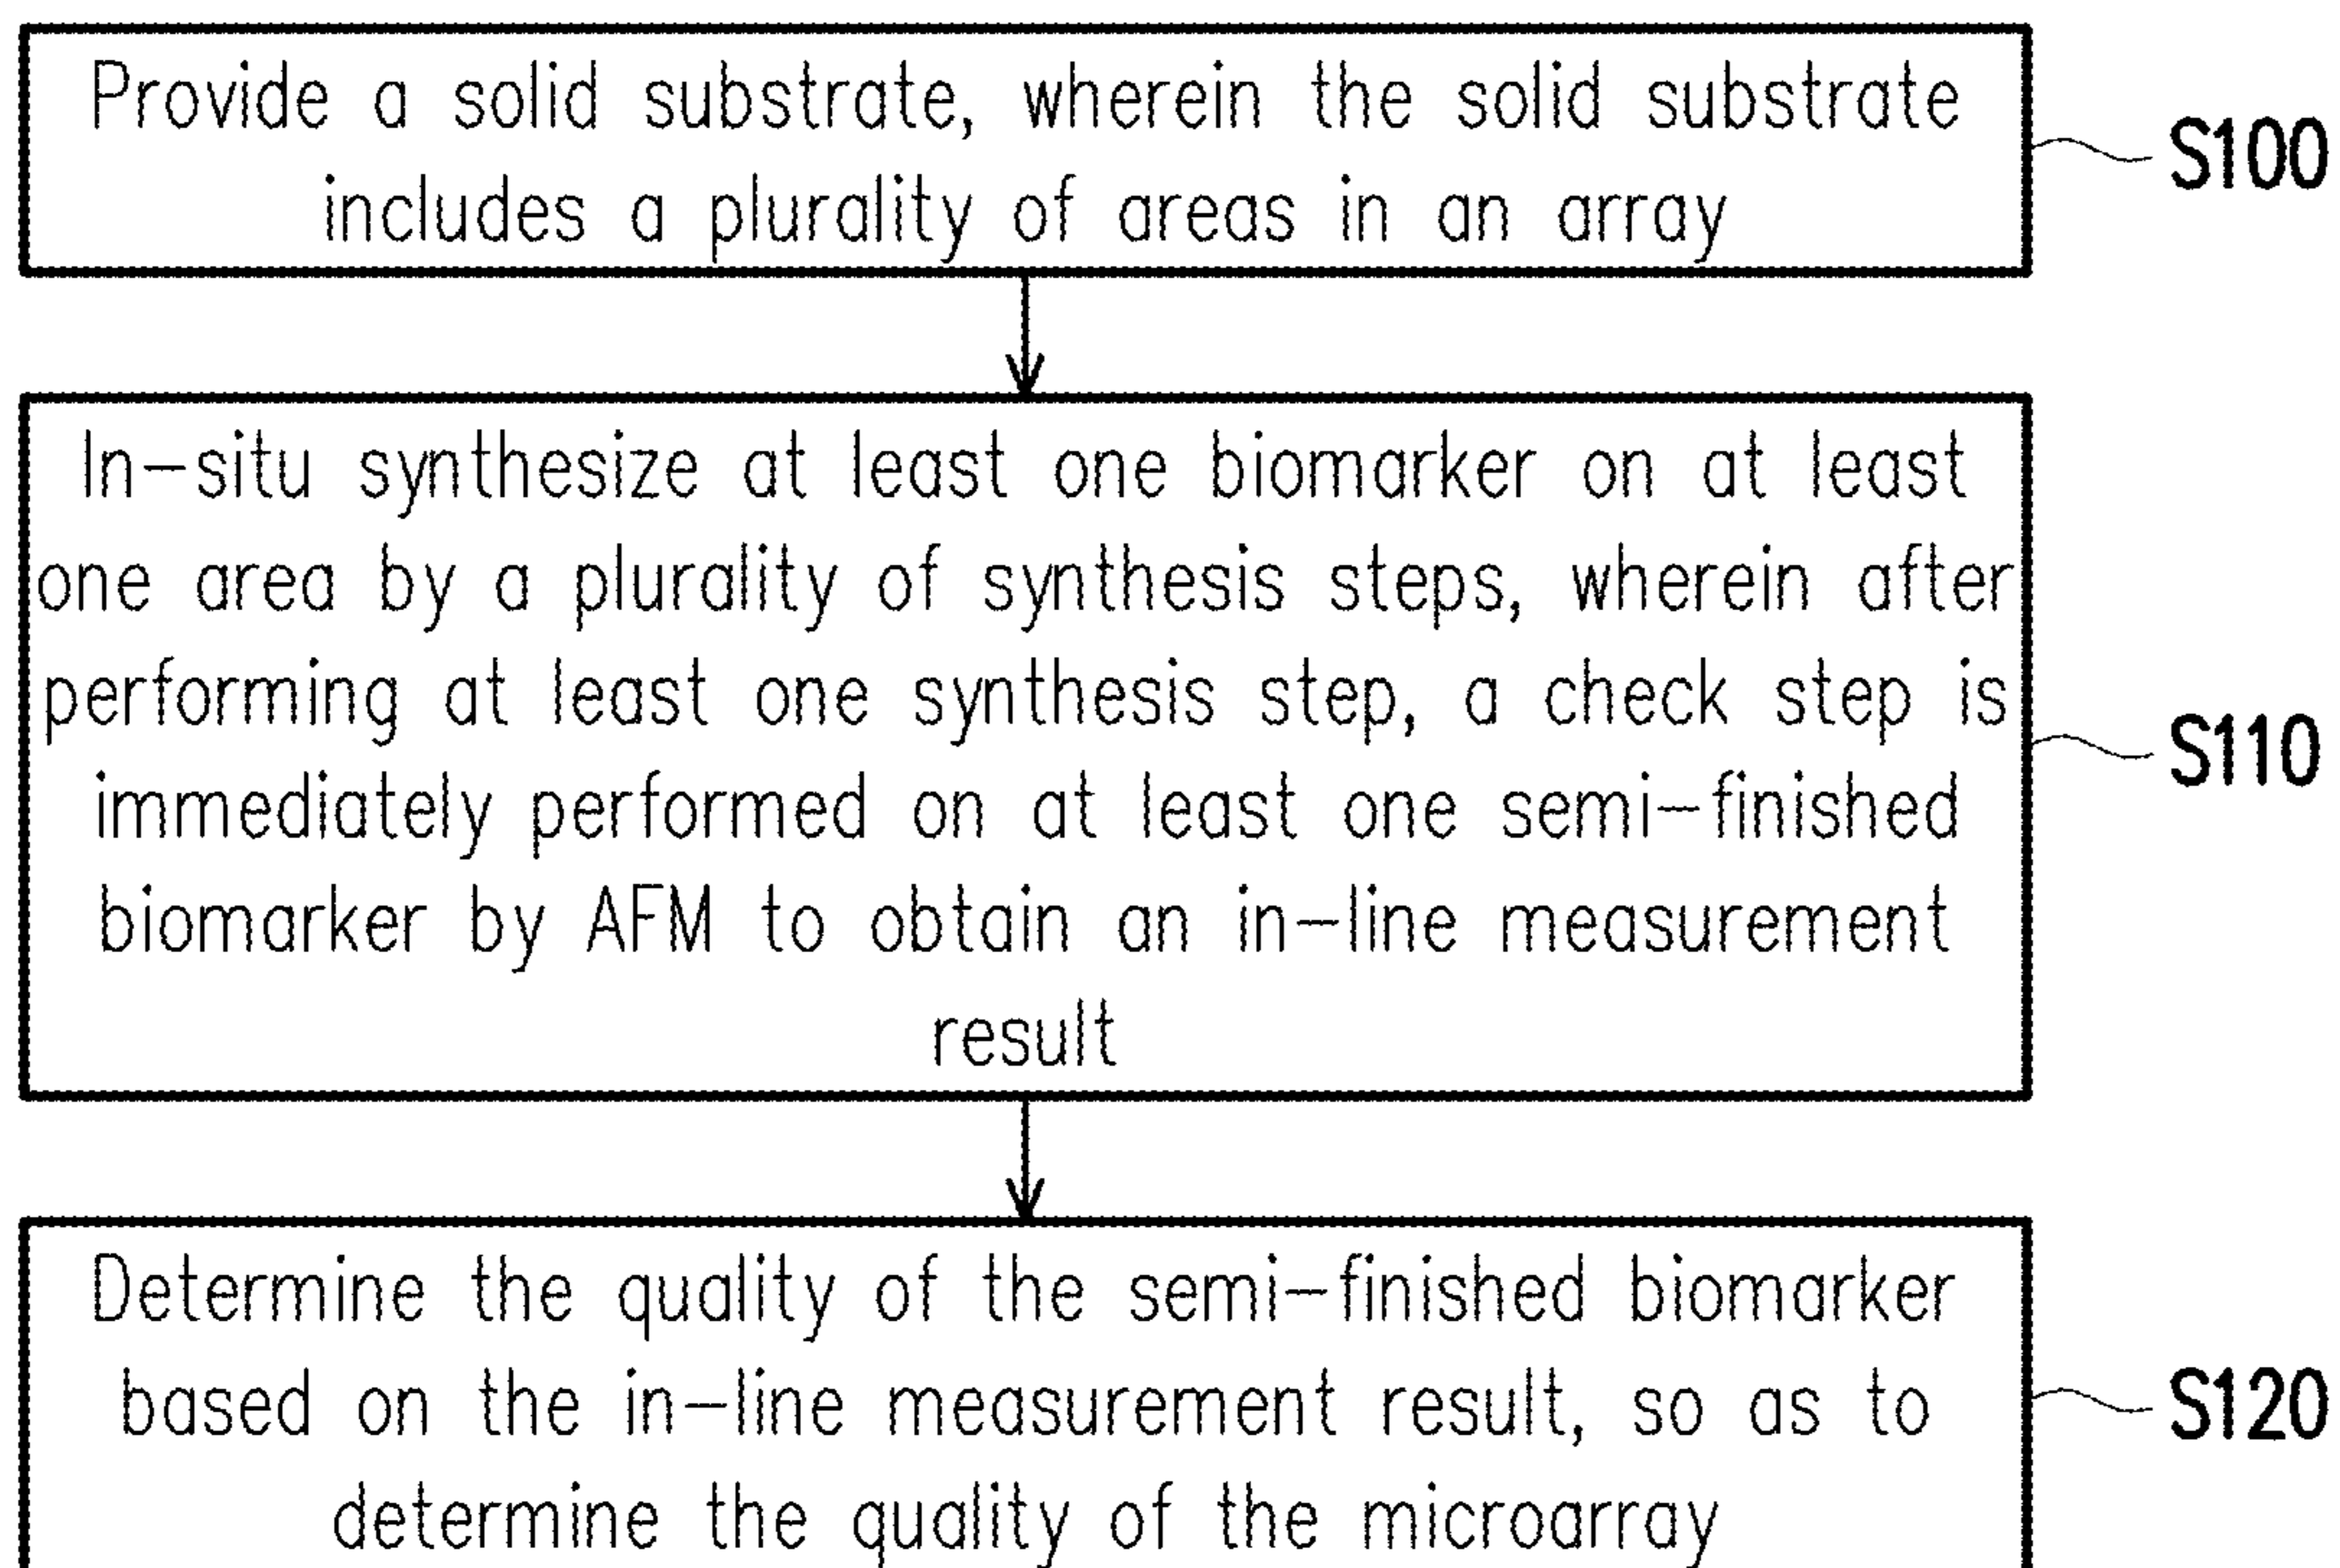 Provide a solid substrate, wherein the solid substrate
includes a plurality of areas in an array
S100
In-situ synthesize at least one biomarker on at least
one area by a plurality of synthesis steps, wherein after
performing at least one synthesis step, a check step is
immediately performed on at least one semi-finished
biomarker by AFM to obtain an in-line measurement
result
S110
Determine the quality of the semi-finished biomarker
based on the in-line measurement result, so as to
determine the quality of the microarray
S120